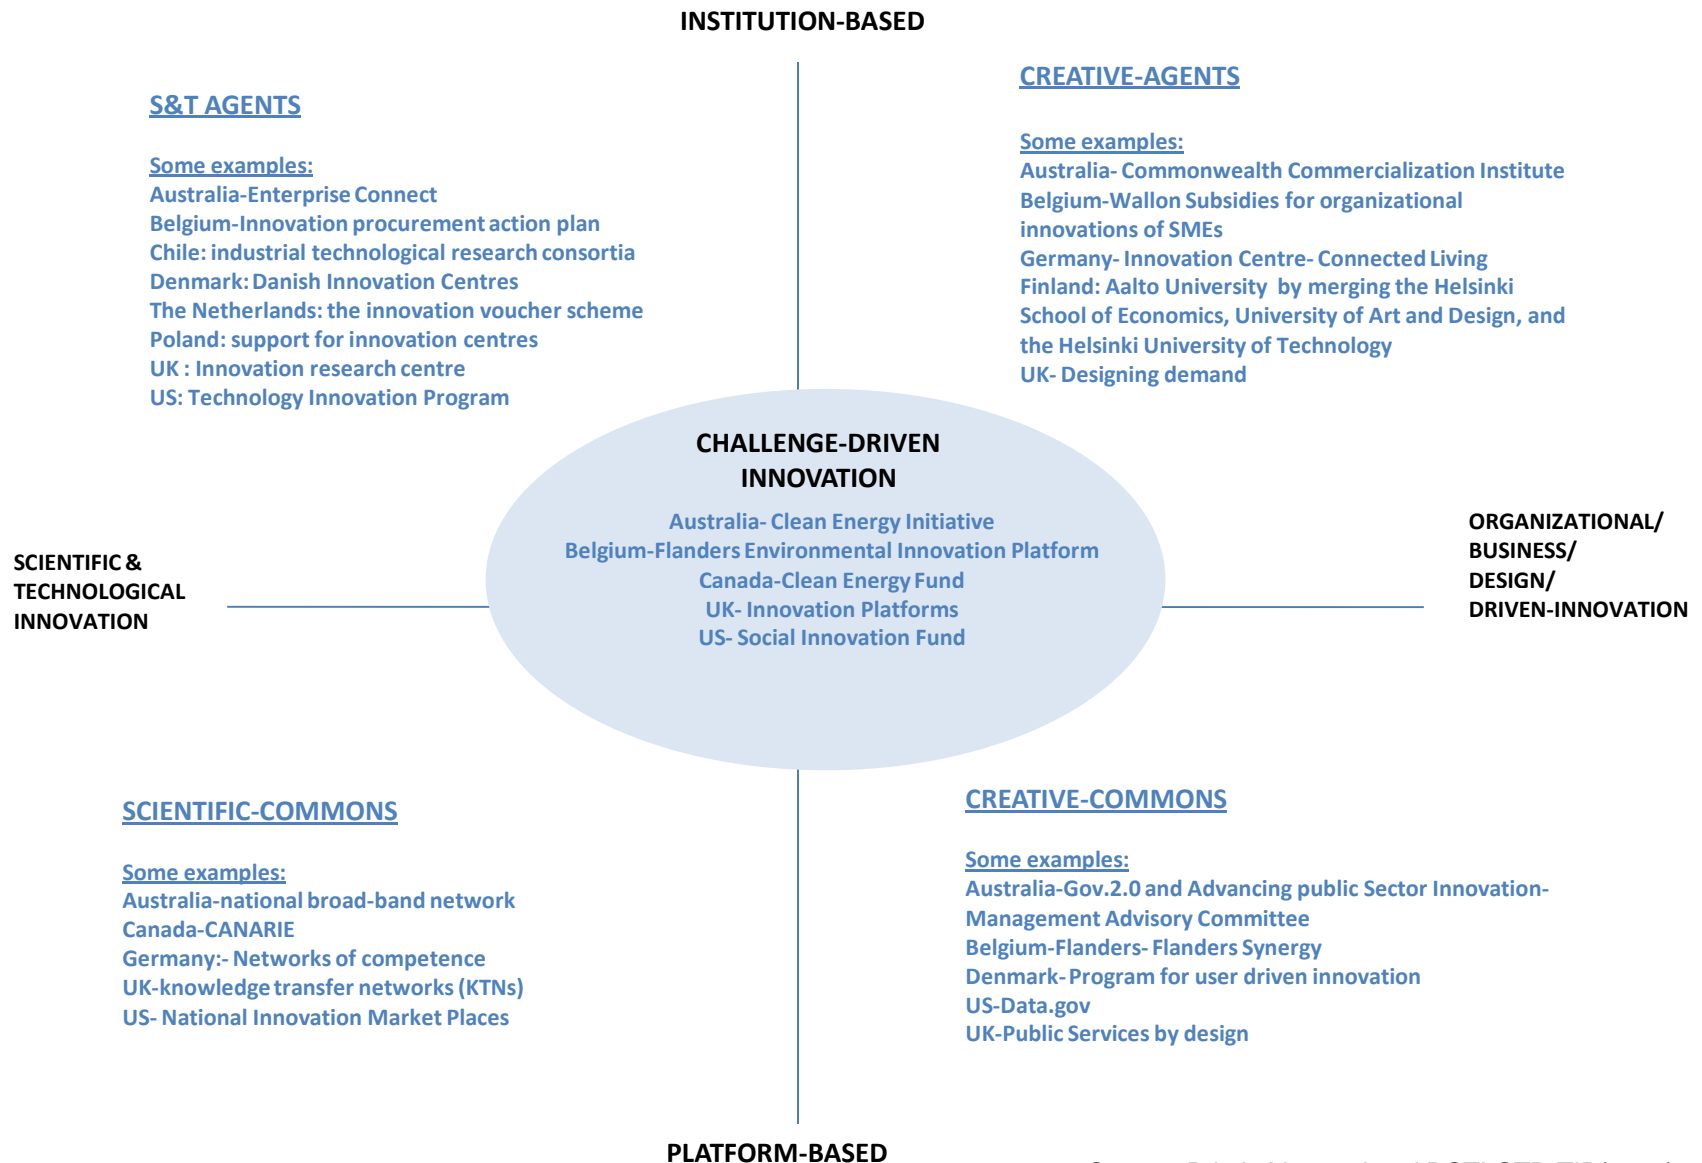 INSTITUTION-BASED
S&T AGENTS
Some examples:
Australia-Enterprise Connect
Belgium-Innovation procurement action plan
Chile: industrial technological research consortia
Denmark: Danish Innovation Centres
The Netherlands: the innovation voucher scheme
Poland: support for innovation centres
UK : Innovation research centre
US: Technology Innovation Program
CREATIVE-AGENTS
Some examples:
Australia- Commonwealth Commercialization Institute
Belgium-Wallon Subsidies for organizational
innovations of SMEs
Germany- Innovation Centre- Connected Living
Finland: Aalto University by merging the Helsinki
School of Economics, University of Art and Design, and
the Helsinki University of Technology
UK- Designing demand
CHALLENGE-DRIVEN
INNOVATION
Australia- Clean Energy Initiative
Belgium-Flanders Environmental Innovation Platform
Canada-Clean Energy Fund
UK- Innovation Platforms
US- Social Innovation Fund
SCIENTIFIC &
TECHNOLOGICAL
INNOVATION
ORGANIZATIONAL/
BUSINESS/
DESIGN/
DRIVEN-INNOVATION
SCIENTIFIC-COMMONS
Some examples:
Australia-national broad-band network
Canada-CANARIE
Germany:- Networks of competence
UK-knowledge transfer networks (KTNs)
US- National Innovation Market Places
CREATIVE-COMMONS
Some examples:
Australia-Gov.2.0 and Advancing public Sector Innovation-
Management Advisory Committee
Belgium-Flanders- Flanders Synergy
Denmark- Program for user driven innovation
US-Data.gov
UK-Public Services by design
PLATFORM-BASED